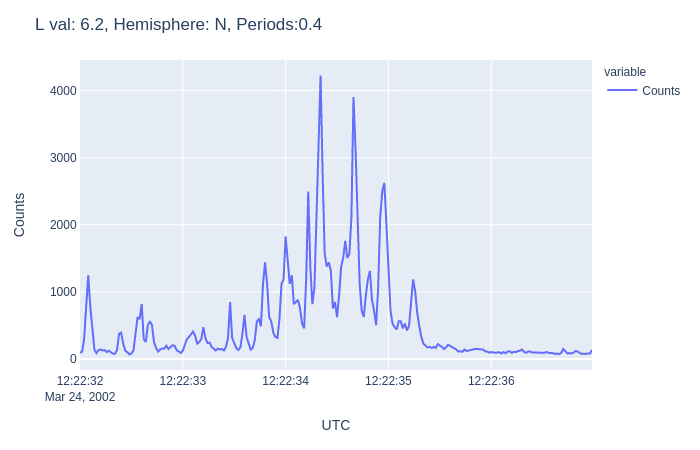 L val: 6.2, Hemisphere: N, Periods:0.4
variable
Counts
4000
3000
2000
1000
0
Counts
12:22:32
Mar 24, 2002
12:22:33
12:22:34
12:22:35
12:22:36
UTC